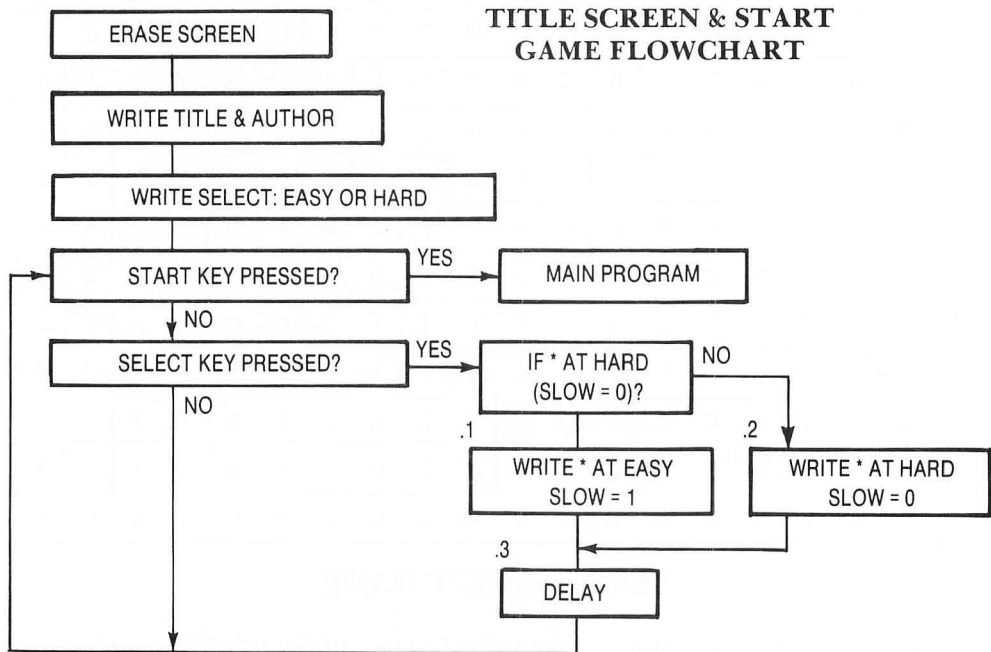 TITLE SCREEN & START
GAME FLOWCHART
ERASE SCREEN
WRITE TITLE & AUTHOR
WRITE SELECT: EASY OR HARD
START KEY PRESSED?
YES
MAIN PROGRAM
NO
SELECT KEY PRESSED?
YES
IF * AT HARD
(SLOW = 0)?
NO
NO
.1
WRITE * AT EASY
SLOW = 1
.2
WRITE * AT HARD
SLOW = 0
.3
DELAY